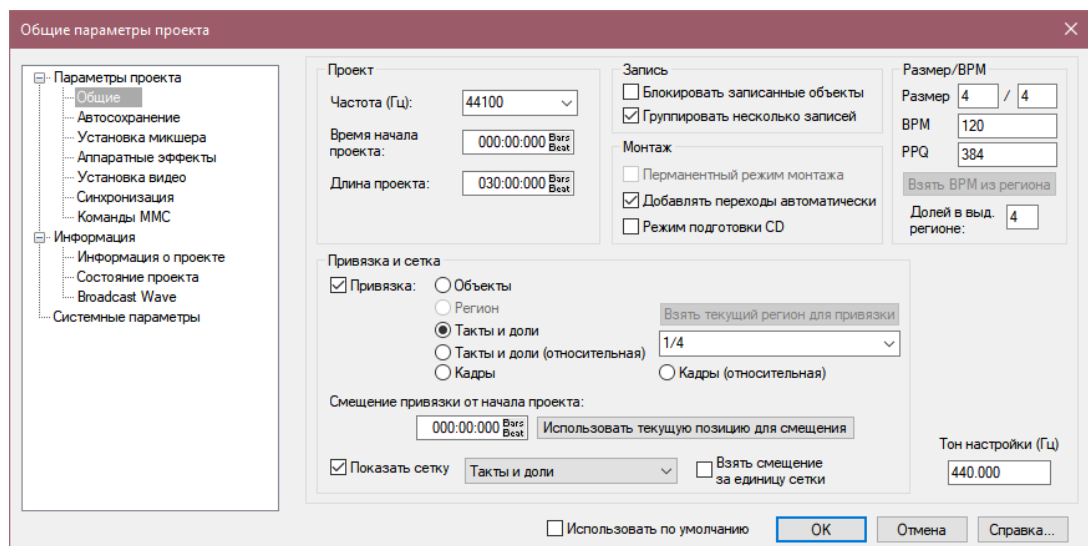 Общие параметры проекта
Параметры проекта
Общие
Автосохранение
Установка микшера
Аппаратные эффекты
Установка видео
Синхронизация
Команды MMC
Информация
Информация о проекте
Состояние проекта
Broadcast Wave
Системные параметры
Проект
Частота (Гц): 44100
Время начала
проекта: 000:00:000 Bars Beat
Длина проекта: 030:00:000 Bars Beat
Запись
Блокировать записанные объекты
Группировать несколько записей
Монтаж
Перманентный режим монтажа
Добавлять переходы автоматически
Режим подготовки CD
Размер/BPM
Размер 4 / 4
BPM 120
PPQ 384
Взять BPM из региона
Долей в выд.
регионе: 4
Привязка и сетка
Привязка: Объекты
Регион Взять текущий регион для привязки
Такты и доли 1/4
Такты и доли (относительная)
Кадры Кадры (относительная)
Смещение привязки от начала проекта:
000:00:000 Bars Beat Использовать текущую позицию для смещения
Показать сетку Такты и доли Взять смещение
за единицу сетки
Тон настройки (Гц)
440.000
Использовать по умолчанию OK Отмена Справка...